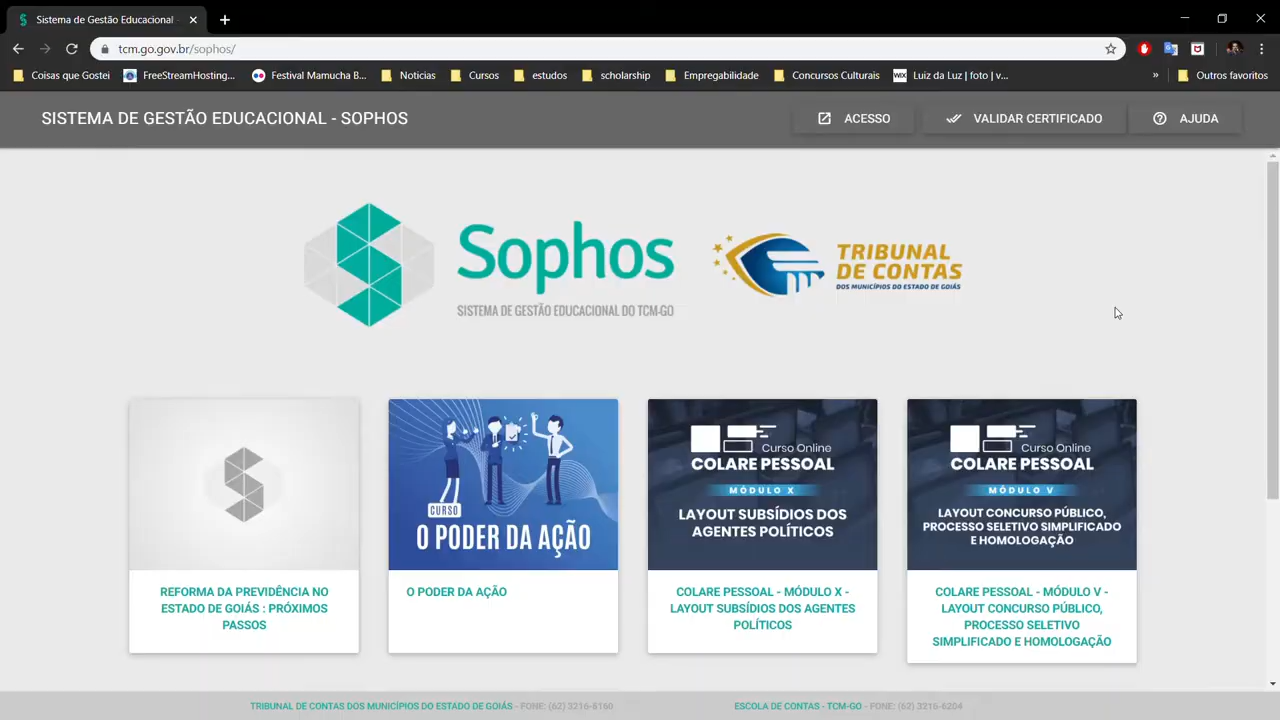 Sistema de Gestão Educacional
tcm.go.gov.br/sophos/
Coisas que Gostei
FreeStreamHosting...
Festival Mamucha B...
Noticias
Cursos
estudos
scholarship
Empregabilidade
Concursos Culturais
WIX
Luiz da Luz | foto | v...
»
Outros favoritos
SISTEMA DE GESTÃO EDUCACIONAL - SOPHOS
ACESSO
VALIDAR CERTIFICADO
AJUDA
Sophos
SISTEMA DE GESTÃO EDUCACIONAL DO TCM-GO
TRIBUNAL
DE CONTAS
DOS MUNICÍPIOS DO ESTADO DE GOIÁS
CURSO
O PODER DA AÇÃO
Curso Online
COLARE PESSOAL
MÓDULO X
LAYOUT SUBSÍDIOS DOS
AGENTES POLÍTICOS
Curso Online
COLARE PESSOAL
MÓDULO V
LAYOUT CONCURSO PÚBLICO,
PROCESSO SELETIVO SIMPLIFICADO
E HOMOLOGAÇÃO
REFORMA DA PREVIDÊNCIA NO
ESTADO DE GOIÁS : PRÓXIMOS
PASSOS
O PODER DA AÇÃO
COLARE PESSOAL - MÓDULO X -
LAYOUT SUBSÍDIOS DOS AGENTES
POLÍTICOS
COLARE PESSOAL - MÓDULO V -
LAYOUT CONCURSO PÚBLICO,
PROCESSO SELETIVO
SIMPLIFICADO E HOMOLOGAÇÃO
TRIBUNAL DE CONTAS DOS MUNICÍPIOS DO ESTADO DE GOIÁS - FONE: (62) 3216-6160
ESCOLA DE CONTAS - TCM-GO - FONE: (62) 3216-6204